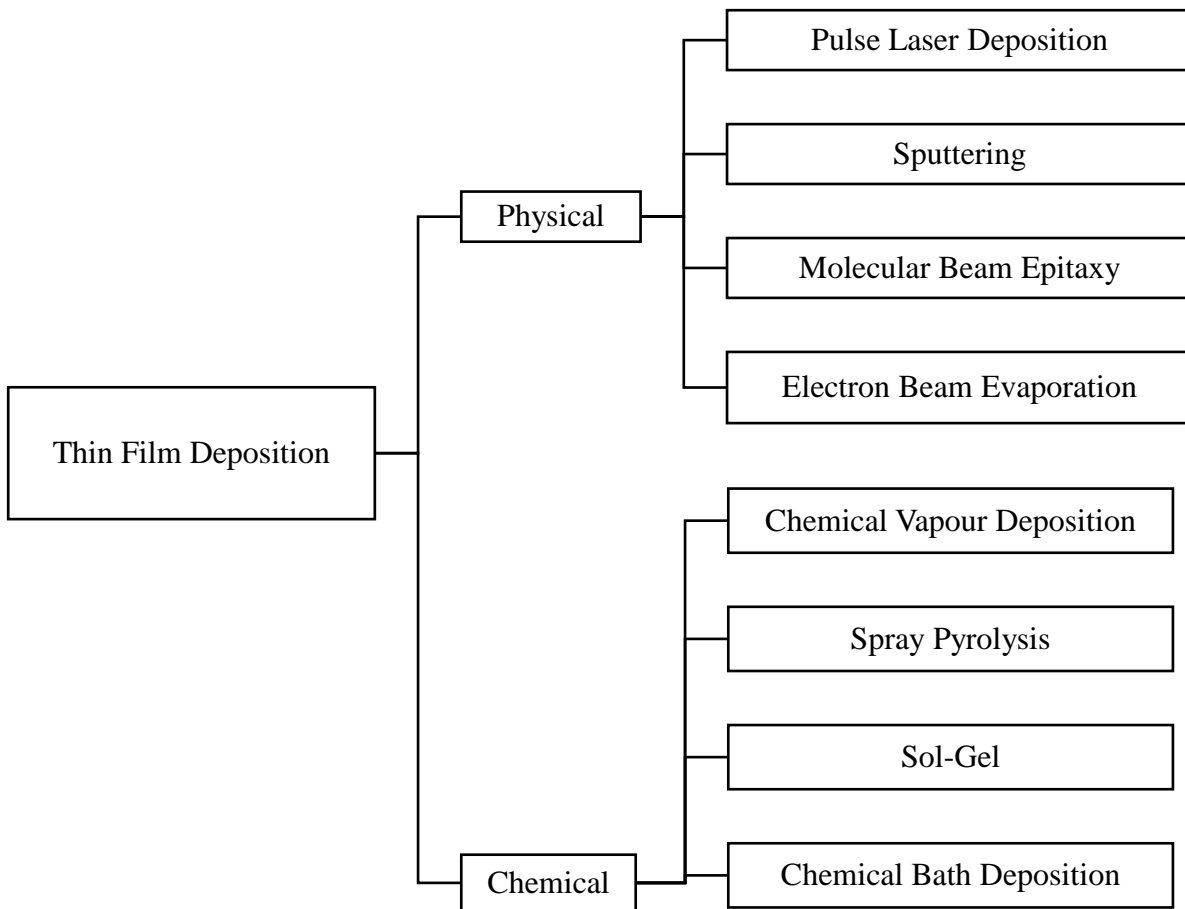 Thin Film Deposition
Physical
Pulse Laser Deposition
Sputtering
Molecular Beam Epitaxy
Electron Beam Evaporation
Chemical
Chemical Vapour Deposition
Spray Pyrolysis
Sol-Gel
Chemical Bath Deposition